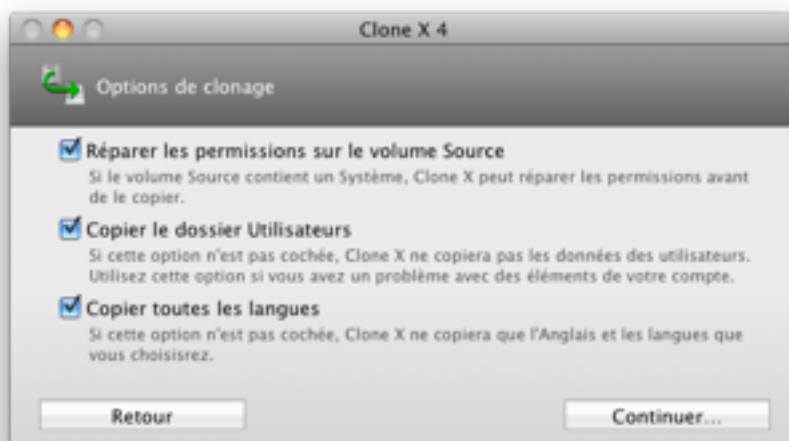 Clone X 4
Options de clonage
Réparer les permissions sur le volume Source
Si le volume Source contient un Système, Clone X peut réparer les permissions avant
de le copier.
Copier le dossier Utilisateurs
Si cette option n'est pas cochée, Clone X ne copiera pas les données des utilisateurs.
Utilisez cette option si vous avez un problème avec des éléments de votre compte.
Copier toutes les langues
Si cette option n'est pas cochée, Clone X ne copiera que l'Anglais et les langues que
vous choisisrez.
Retour
Continuer...